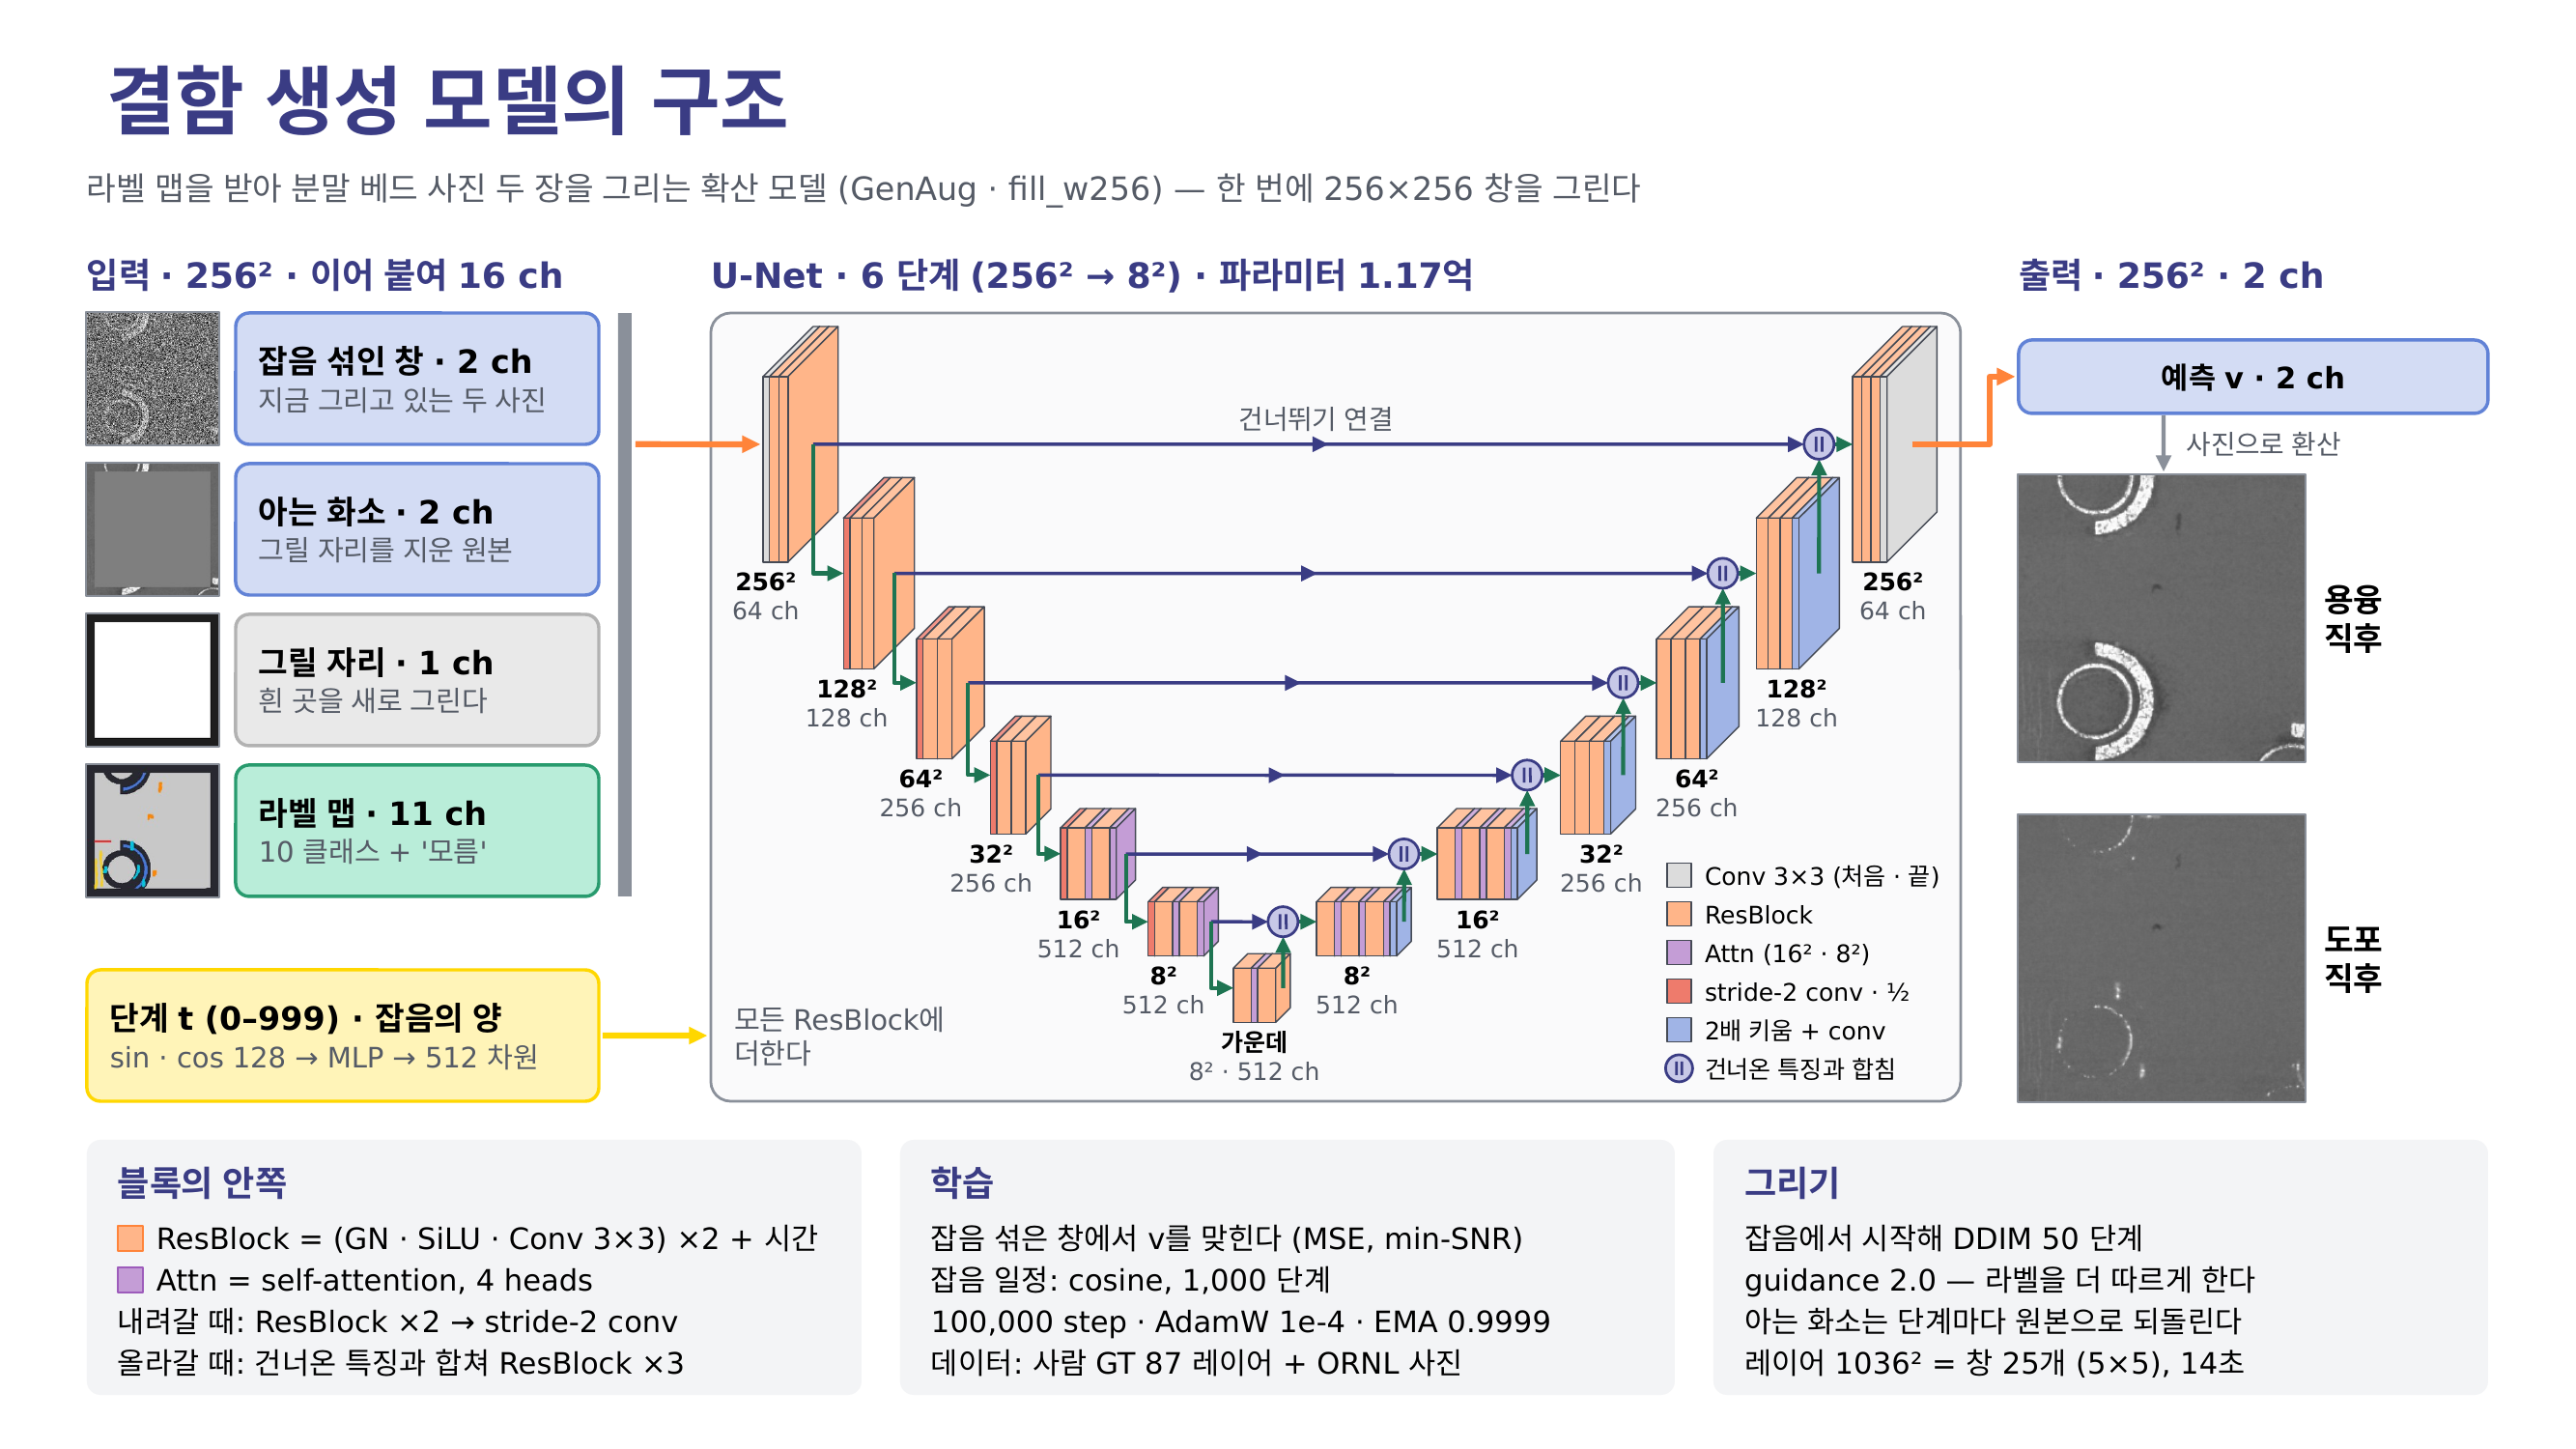 결함 생성 모델의 구조
라벨 맵을 받아 분말 베드 사진 두 장을 그리는 확산 모델 (GenAug · fill_w256) — 한 번에 256×256 창을 그린다
입력 · 256² · 이어 붙여 16 ch
잡음 섞인 창 · 2 ch
지금 그리고 있는 두 사진
아는 화소 · 2 ch
그릴 자리를 지운 원본
그릴 자리 · 1 ch
흰 곳을 새로 그린다
라벨 맵 · 11 ch
10 클래스 + '모름'
단계 t (0–999) · 잡음의 양
sin · cos 128 → MLP → 512 차원
U-Net · 6 단계 (256² → 8²) · 파라미터 1.17억
건너뛰기 연결
256²
64 ch
128²
128 ch
64²
256 ch
32²
256 ch
16²
512 ch
8²
512 ch
가운데
8² · 512 ch
8²
512 ch
16²
512 ch
32²
256 ch
64²
256 ch
128²
128 ch
256²
64 ch
모든 ResBlock에
더한다
Conv 3×3 (처음 · 끝)
ResBlock
Attn (16² · 8²)
stride-2 conv · ½
2배 키움 + conv
건너온 특징과 합침
출력 · 256² · 2 ch
예측 v · 2 ch
사진으로 환산
용융
직후
도포
직후
블록의 안쪽
ResBlock = (GN · SiLU · Conv 3×3) ×2 + 시간
Attn = self-attention, 4 heads
내려갈 때: ResBlock ×2 → stride-2 conv
올라갈 때: 건너온 특징과 합쳐 ResBlock ×3
학습
잡음 섞은 창에서 v를 맞힌다 (MSE, min-SNR)
잡음 일정: cosine, 1,000 단계
100,000 step · AdamW 1e-4 · EMA 0.9999
데이터: 사람 GT 87 레이어 + ORNL 사진
그리기
잡음에서 시작해 DDIM 50 단계
guidance 2.0 — 라벨을 더 따르게 한다
아는 화소는 단계마다 원본으로 되돌린다
레이어 1036² = 창 25개 (5×5), 14초